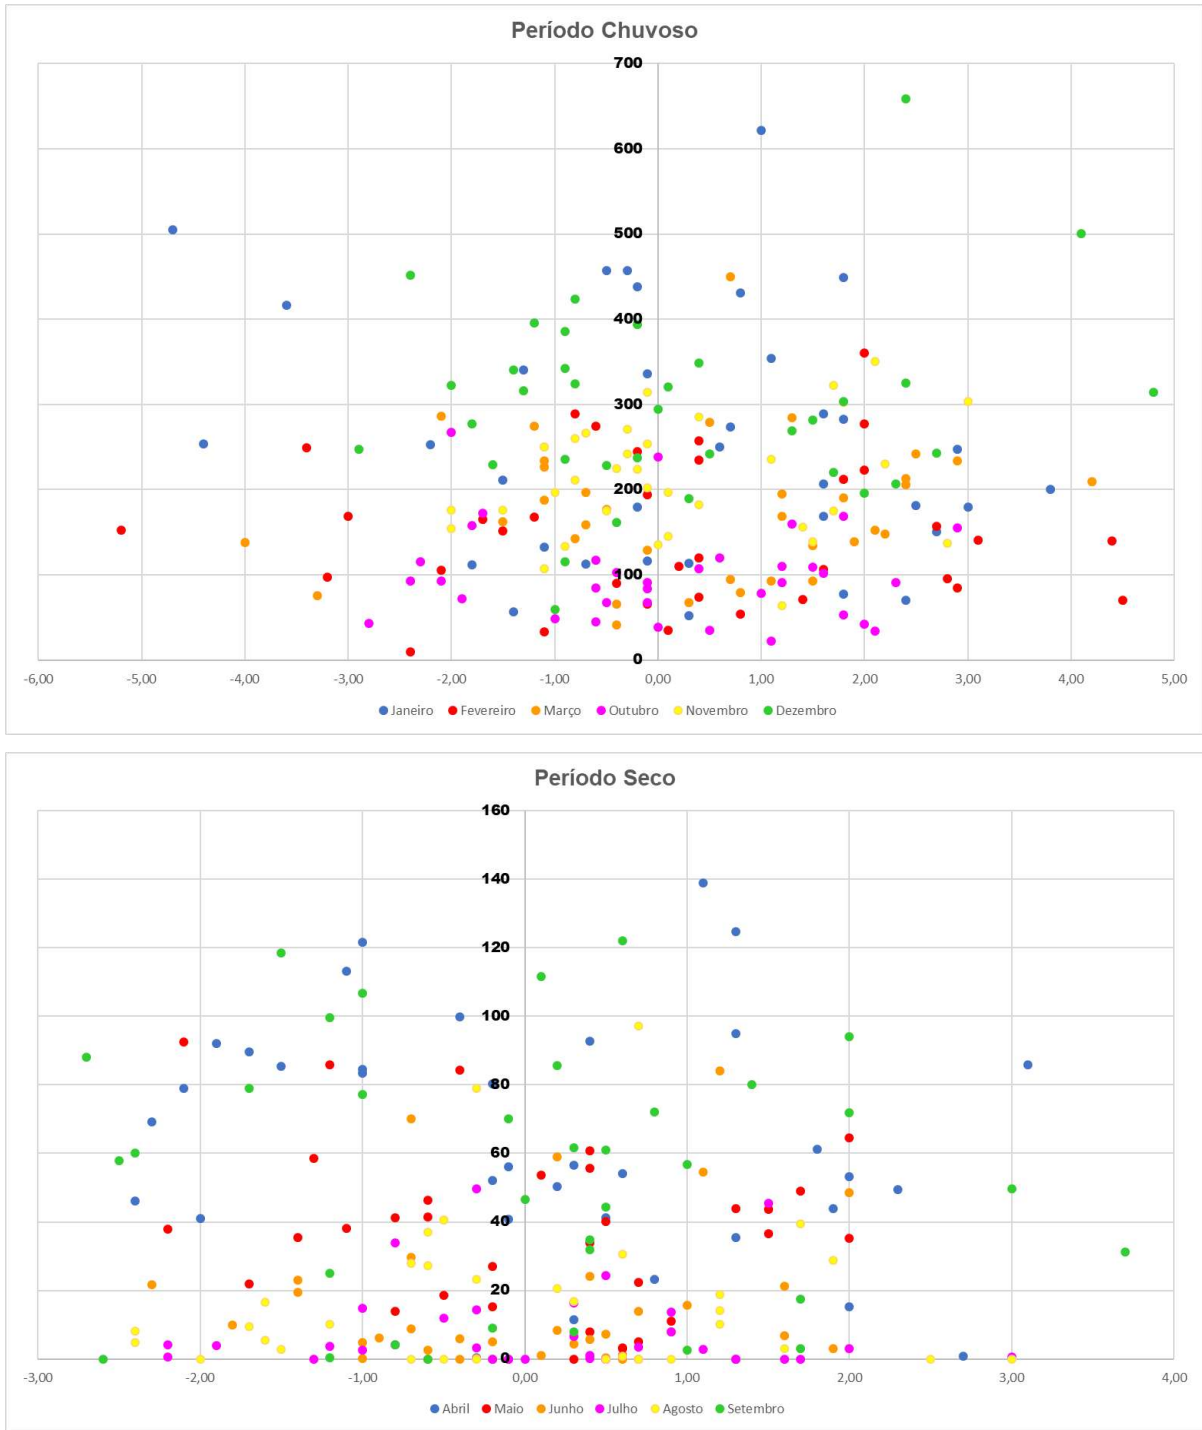 Período Chuvoso
700
600
500
400
300
200
100
0
-6,00 -5,00 -4,00 -3,00 -2,00 -1,00 0,00 1,00 2,00 3,00 4,00 5,00
Janeiro Fevereiro Março Outubro Novembro Dezembro
Período Seco
160
140
120
100
80
60
40
20
0
-3,00 -2,00 -1,00 0,00 1,00 2,00 3,00 4,00
Abril Maio Junho Julho Agosto Setembro